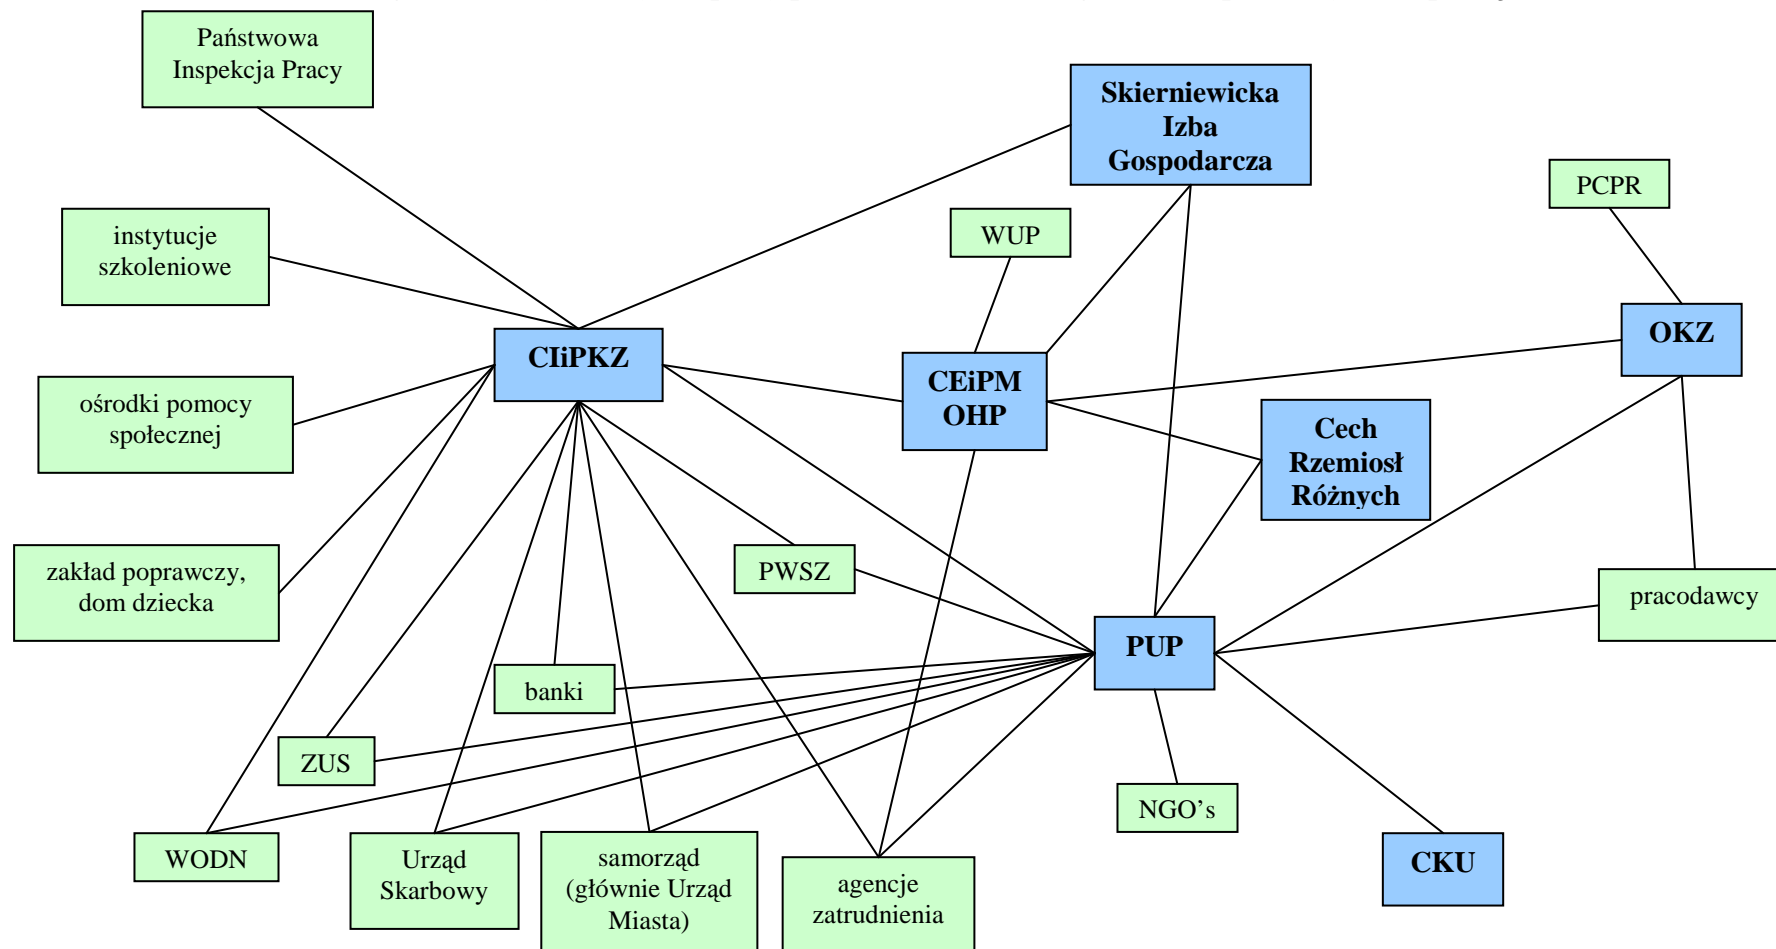 Państwowa
Inspekcja Pracy
Skierniewicka
Izba
Gospodarcza
PCPR
instytucje
szkoleniowe
WUP
OKZ
CIiPKZ
CEiPM
OHP
ośrodki pomocy
społecznej
Cech
Rzemiosł
Różnych
zakład poprawczy,
dom dziecka
PWSZ
pracodawcy
PUP
banki
ZUS
NGO’s
WODN
Urząd
Skarbowy
samorząd
(głównie Urząd
Miasta)
agencje
zatrudnienia
CKU